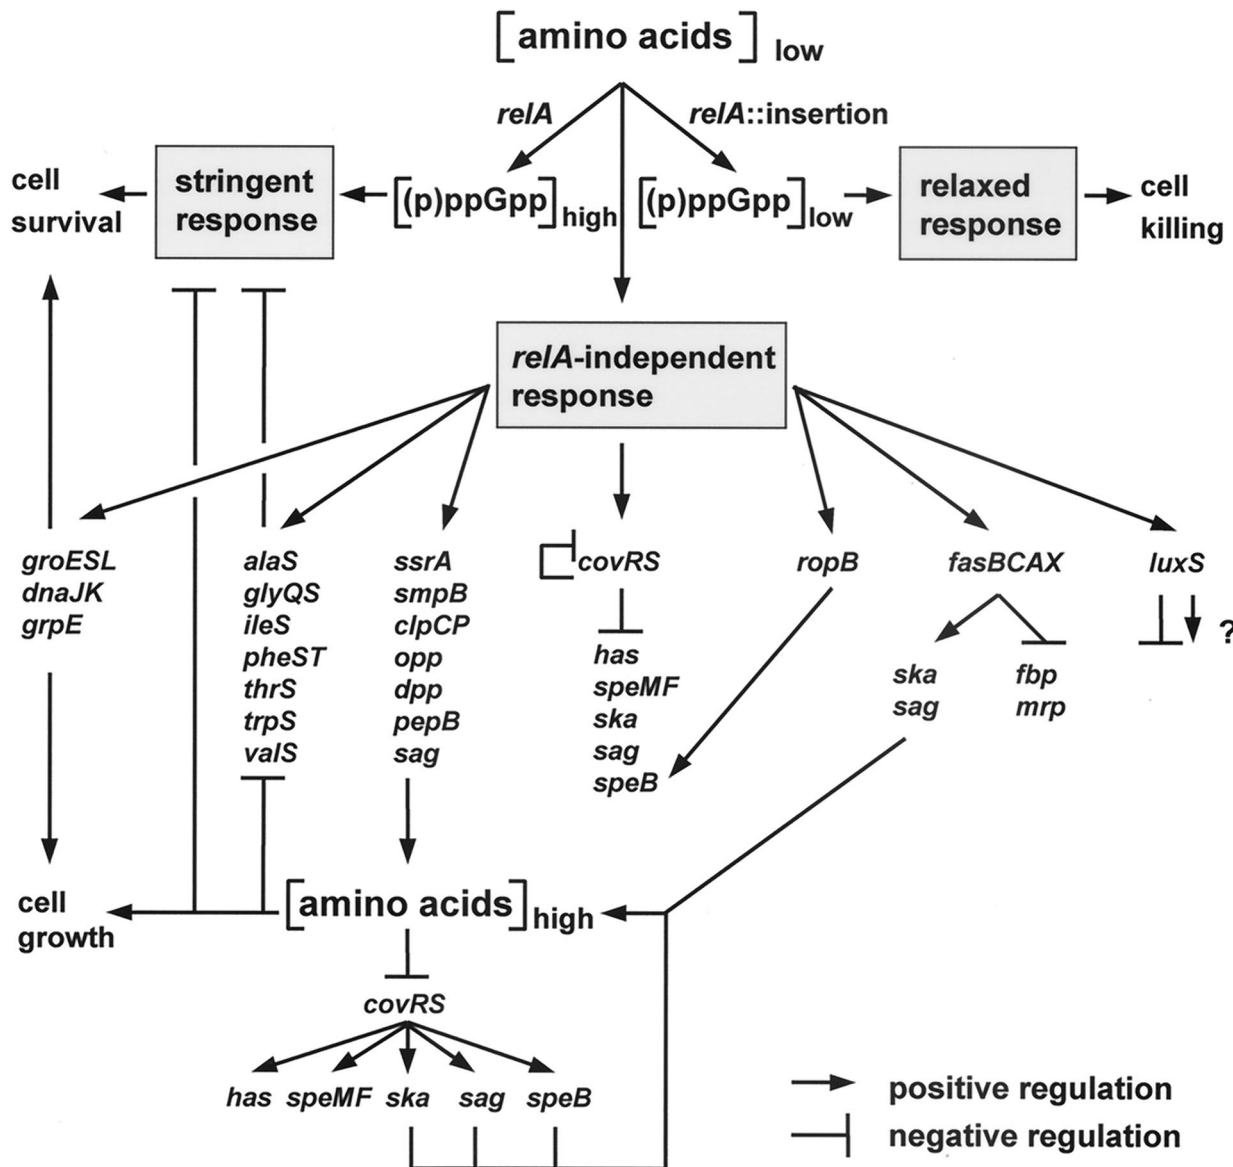 [amino acids] low
relA
relA::insertion
cell
survival
stringent
response
[(p)ppGpp] high
[(p)ppGpp] low
relaxed
response
cell
killing
relA-independent
response
groESL
dnaJK
grpE
alaS
glyQS
ileS
pheST
thrS
trpS
valS
ssrA
smpB
clpCP
opp
dpp
pepB
sag
covRS
has
speMF
ska
sag
speB
ropB
fasBCAX
ska
sag
fbp
mrp
luxS
?
cell
growth
[amino acids] high
covRS
has speMF ska sag speB
positive regulation
negative regulation